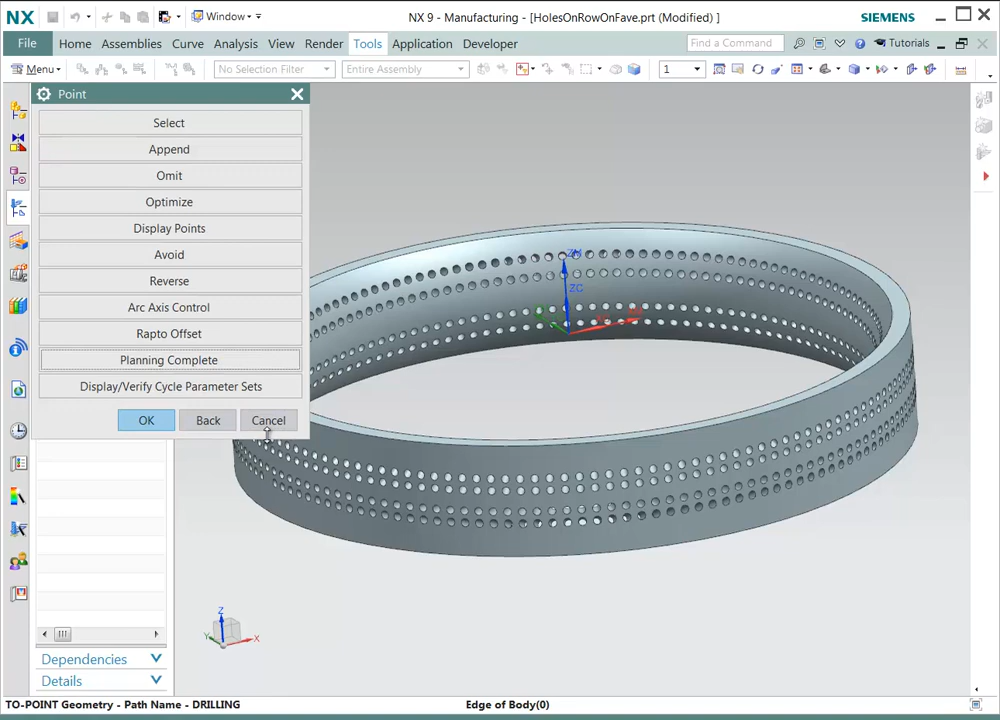 NX Window NX 9 - Manufacturing - [HolesOnRowOnFave.prt (Modified) ] SIEMENS
File Home Assemblies Curve Analysis View Render Tools Application Developer Find a Command Tutorials
Menu No Selection Filter Entire Assembly 1
Point
Select
Append
Omit
Optimize
Display Points
Avoid
Reverse
Arc Axis Control
Rapto Offset
Planning Complete
Display/Verify Cycle Parameter Sets
OK Back Cancel
ZM
ZC
Z
Y X
Dependencies
Details
TO-POINT Geometry - Path Name - DRILLING Edge of Body(0)